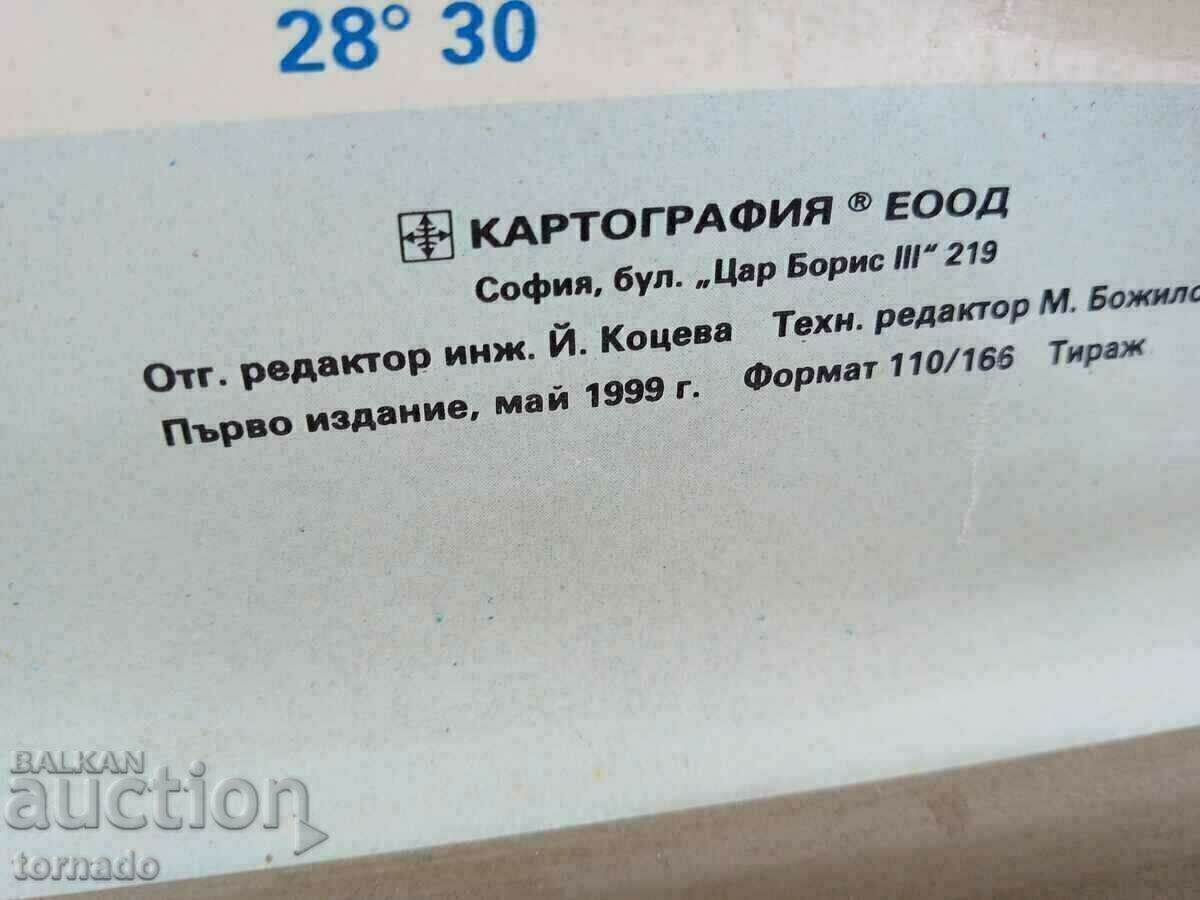 28° 30
КАРТОГРАФИЯ ® ЕООД
София, бул. „Цар Борис III“ 219
Отг. редактор инж. Й. Коцева Техн. редактор М.
Първо издание, май 1999 г. Формат 110/166 Тираж
BALKAN
auction
tornado